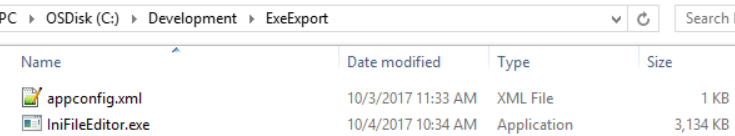 PC › OSDisk (C:) › Development › ExeExport Search
Name Date modified Type Size
appconfig.xml 10/3/2017 11:33 AM XML File 1 KB
IniFileEditor.exe 10/4/2017 10:34 AM Application 3,134 KB